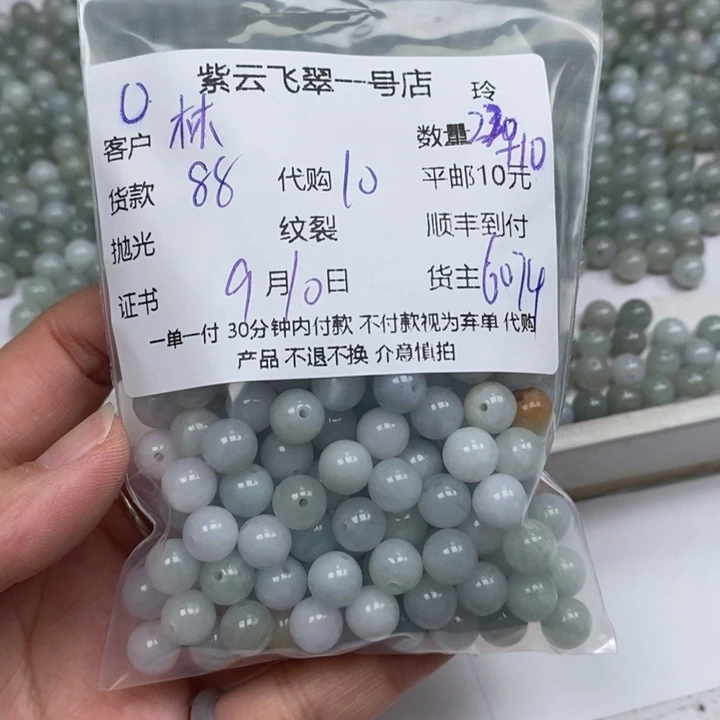 紫云飞翠一号店 玲
0
客户 林 数量 230 +10
货款 88 代购 10 平邮10元
抛光 纹裂 顺丰到付
证书 9月10日 货主 6074
一单一付 30分钟内付款 不付款视为弃单 代购
产品 不退不换 介意慎拍